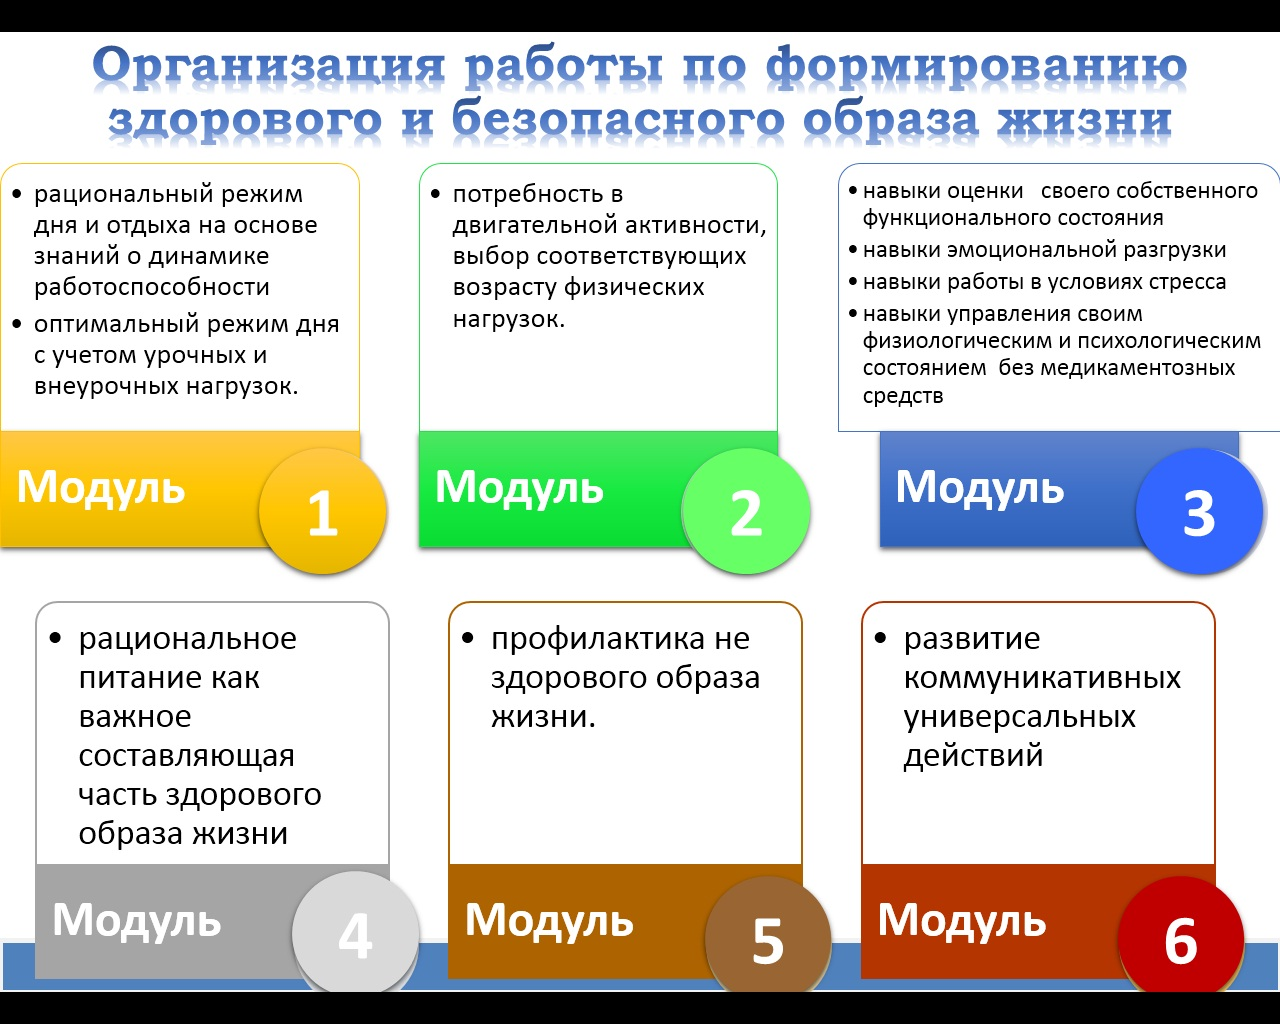 Организация работы по формированию
здорового и безопасного образа жизни
• рациональный режим
дня и отдыха на основе
знаний о динамике
работоспособности
• оптимальный режим дня
с учетом урочных и
внеурочных нагрузок.
Модуль
1
• потребность в
двигательной активности,
выбор соответствующих
возрасту физических
нагрузок.
Модуль
2
• навыки оценки своего собственного
функционального состояния
• навыки эмоциональной разгрузки
• навыки работы в условиях стресса
• навыки управления своим
физиологическим и психологическим
состоянием без медикаментозных
средств
Модуль
3
• рациональное
питание как
важное
составляющая
часть здорового
образа жизни
Модуль
4
• профилактика не
здорового образа
жизни.
Модуль
5
• развитие
коммуникативных
универсальных
действий
Модуль
6